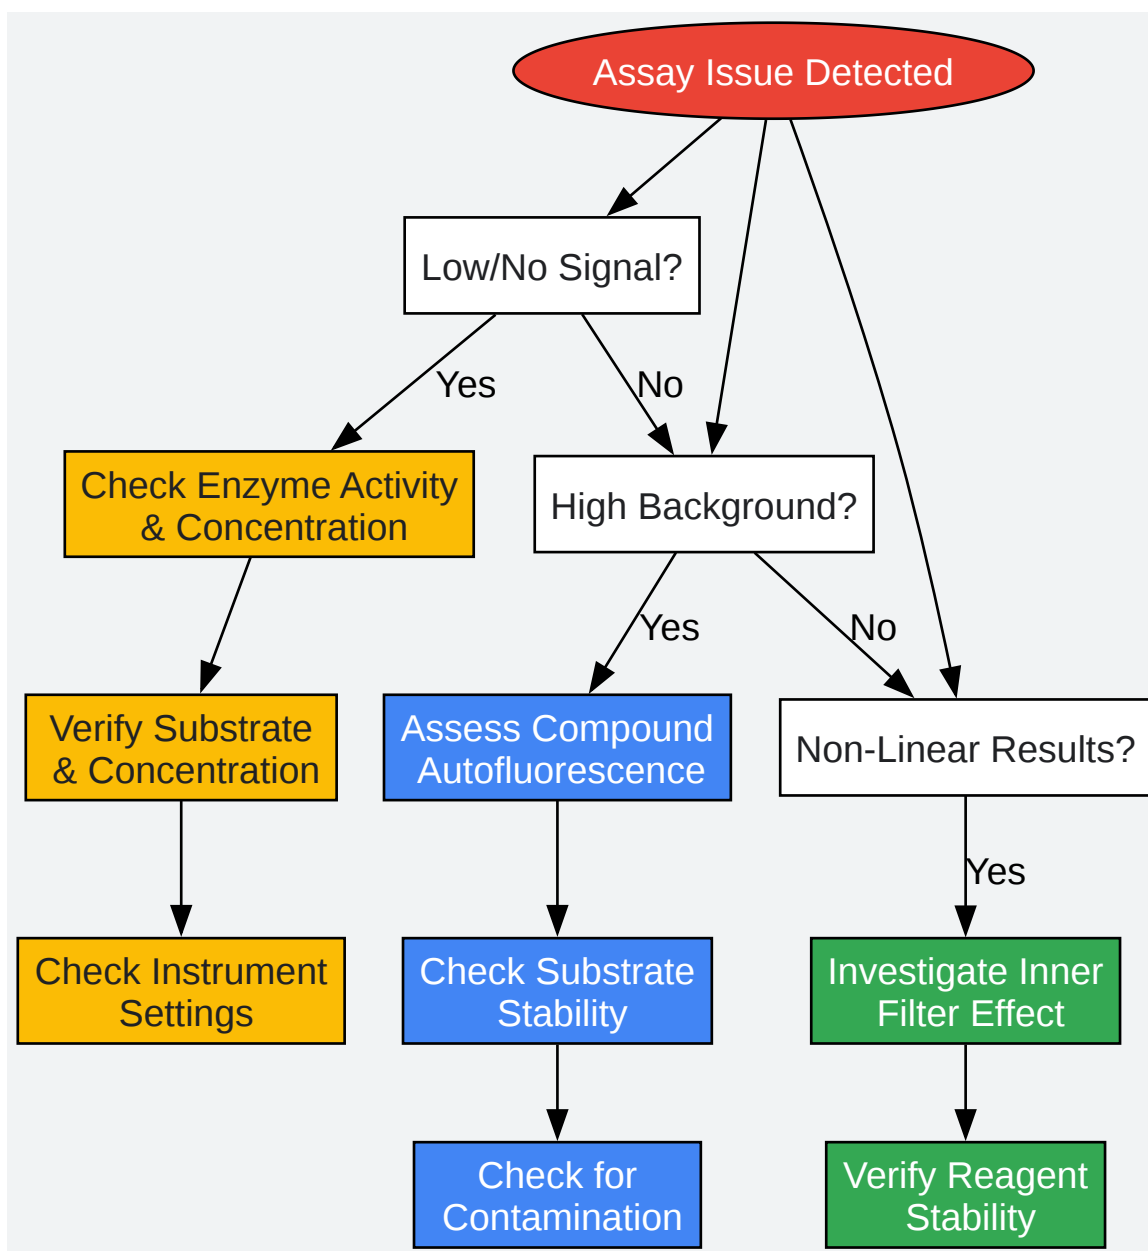 Assay Issue Detected
Low/No Signal?
Yes
No
Check Enzyme Activity
& Concentration
High Background?
Yes
No
Verify Substrate
& Concentration
Assess Compound
Autofluorescence
Non-Linear Results?
Yes
Check Instrument
Settings
Check Substrate
Stability
Investigate Inner
Filter Effect
Check for
Contamination
Verify Reagent
Stability